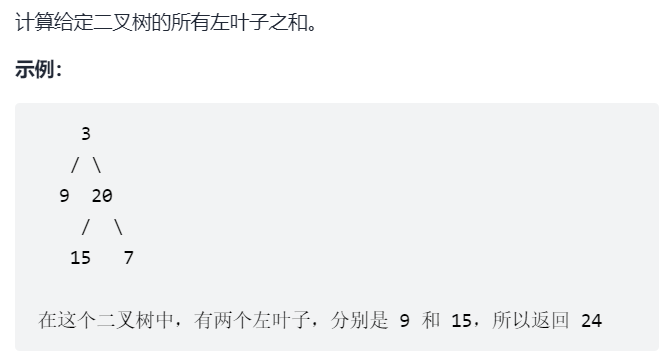 计算给定二叉树的所有左叶子之和。
示例：
3
/ \
9 20
/ \
15 7
在这个二叉树中，有两个左叶子，分别是 9 和 15，所以返回 24